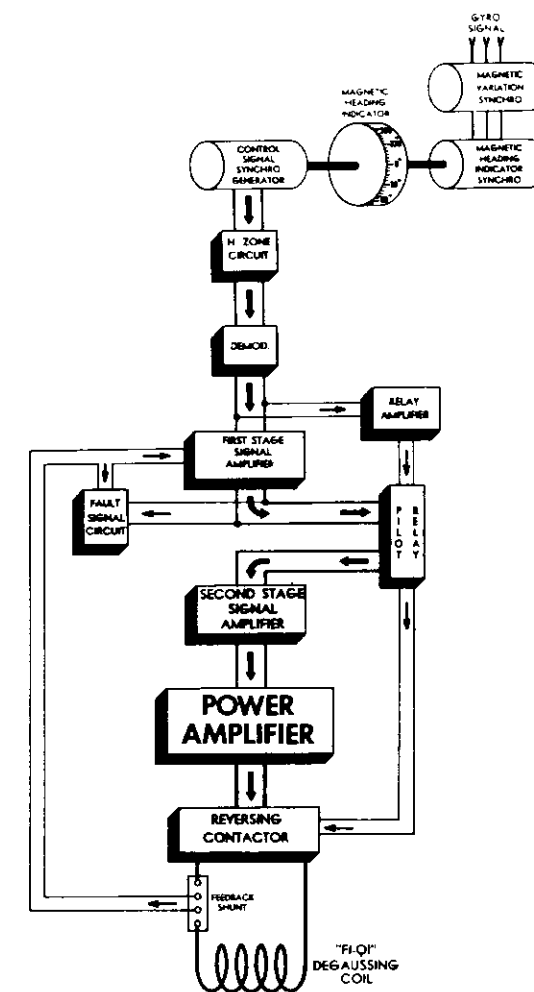 GYRO
SIGNAL
MAGNETIC
VARIATION
SYNCHRO
MAGNETIC
HEADING
INDICATOR
MAGNETIC
HEADING
INDICATOR
SYNCHRO
0°
CONTROL
SIGNAL
SYNCHRO
GENERATOR
H ZONE
CIRCUIT
DEMOD.
RELAY
AMPLIFIER
FIRST STAGE
SIGNAL
AMPLIFIER
FAULT
SIGNAL
CIRCUIT
PILOT
RELAY
SECOND STAGE
SIGNAL
AMPLIFIER
POWER
AMPLIFIER
REVERSING
CONTACTOR
FEEDBACK
SHUNT
"FI-QI"
DEGAUSSING
COIL